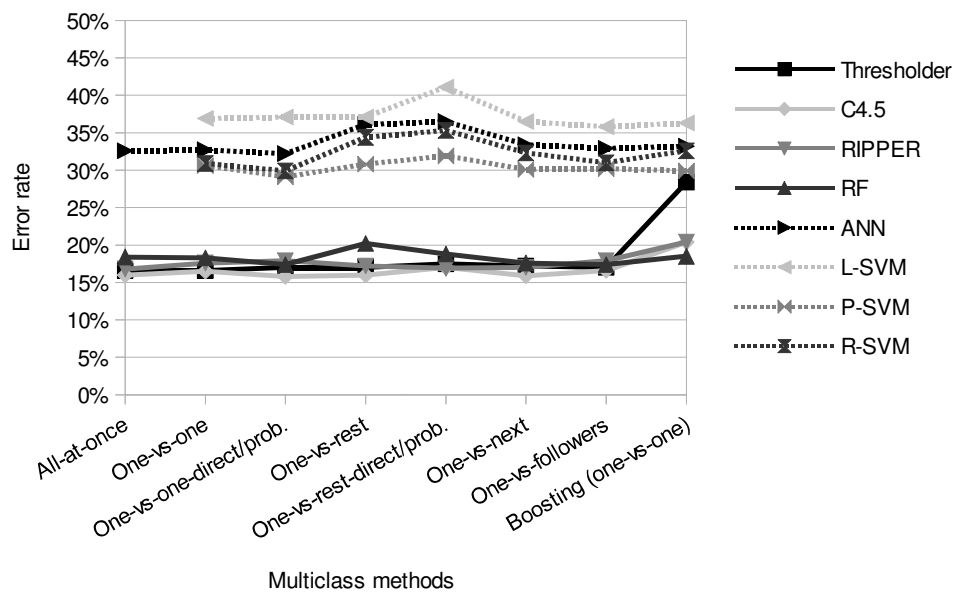 50%
45%
40%
35%
30%
25%
20%
15%
10%
5%
0%
Error rate
All-at-once
One-vs-one
One-vs-one-direct/prob.
One-vs-rest
One-vs-rest-direct/prob.
One-vs-next
One-vs-followers
Boosting (one-vs-one)
Multiclass methods
Thresholder
C4.5
RIPPER
RF
ANN
L-SVM
P-SVM
R-SVM